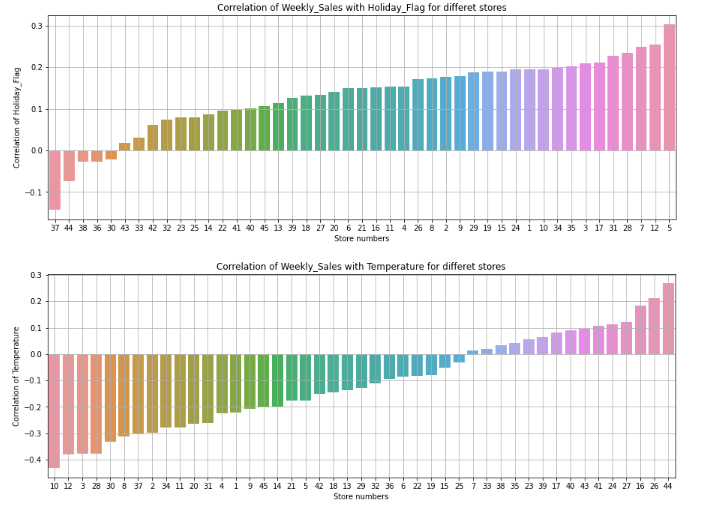 Correlation of Weekly_Sales with Holiday_Flag for differet stores
Correlation of Holiday_Flag
0.3
0.2
0.1
0.0
−0.1
37 44 38 36 30 43 33 42 32 23 25 14 22 41 40 45 13 39 18 27 20 6 21 16 11 4 26 8 2 9 29 19 15 24 1 10 34 35 3 17 31 28 7 12 5
Store numbers
Correlation of Weekly_Sales with Temperature for differet stores
Correlation of Temperature
0.3
0.2
0.1
0.0
−0.1
−0.2
−0.3
−0.4
10 12 3 28 30 8 37 2 34 11 20 31 4 1 9 45 14 21 5 42 18 13 29 32 36 6 22 19 15 25 7 33 38 35 23 39 17 40 43 41 24 27 16 26 44
Store numbers